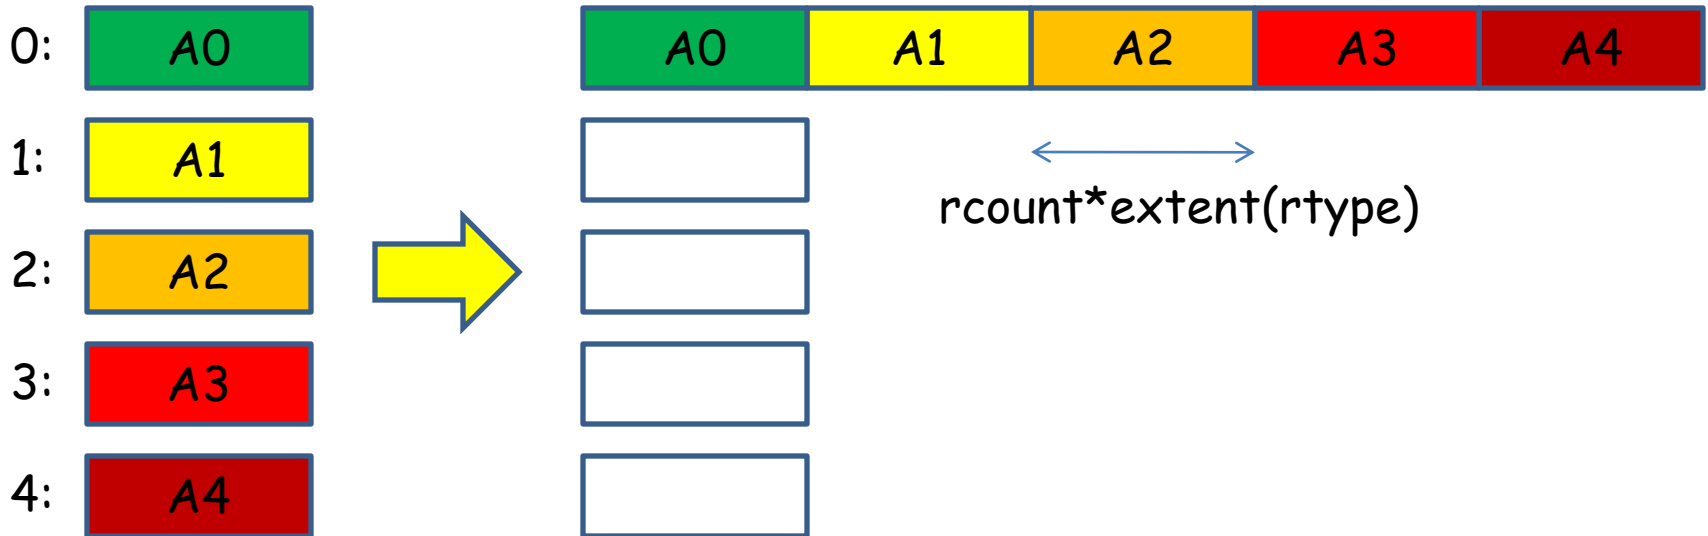 0: A0 A0 A1 A2 A3 A4
1: A1
rcount*extent(rtype)
2: A2
3: A3
4: A4